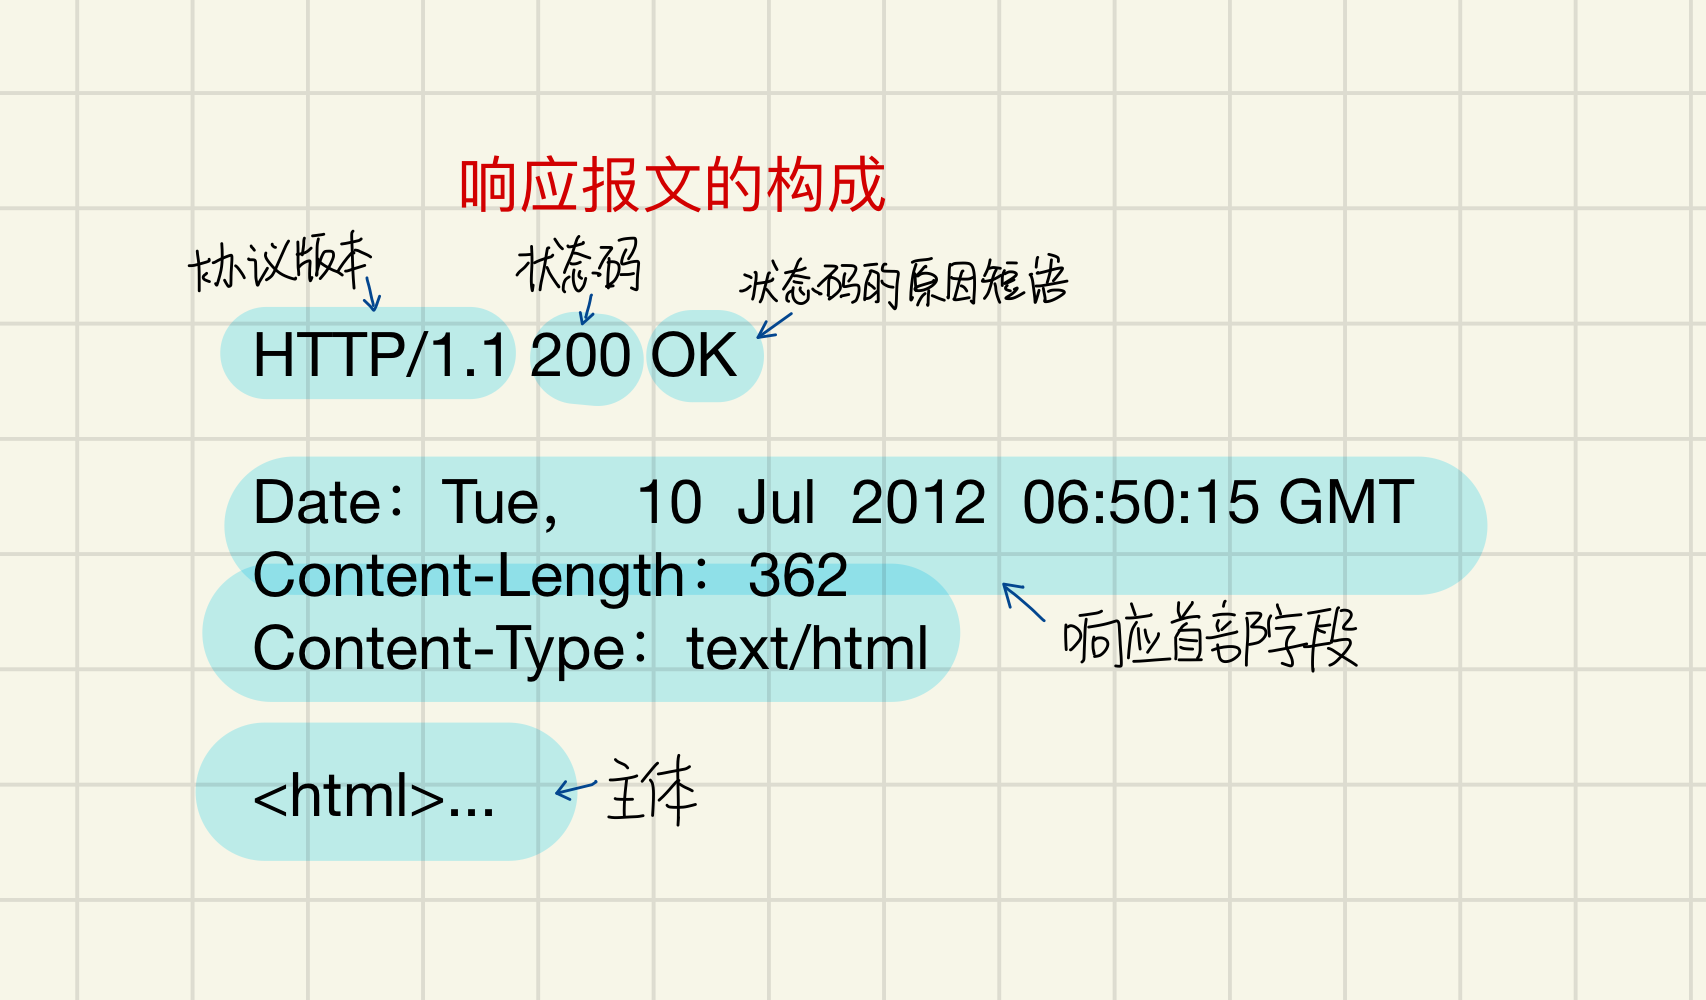 响应报文的构成
协议版本 状态码 状态码的原因短语
HTTP/1.1 200 OK
Date：Tue， 10 Jul 2012 06:50:15 GMT
Content-Length：362
Content-Type：text/html
响应首部字段
<html>...
主体